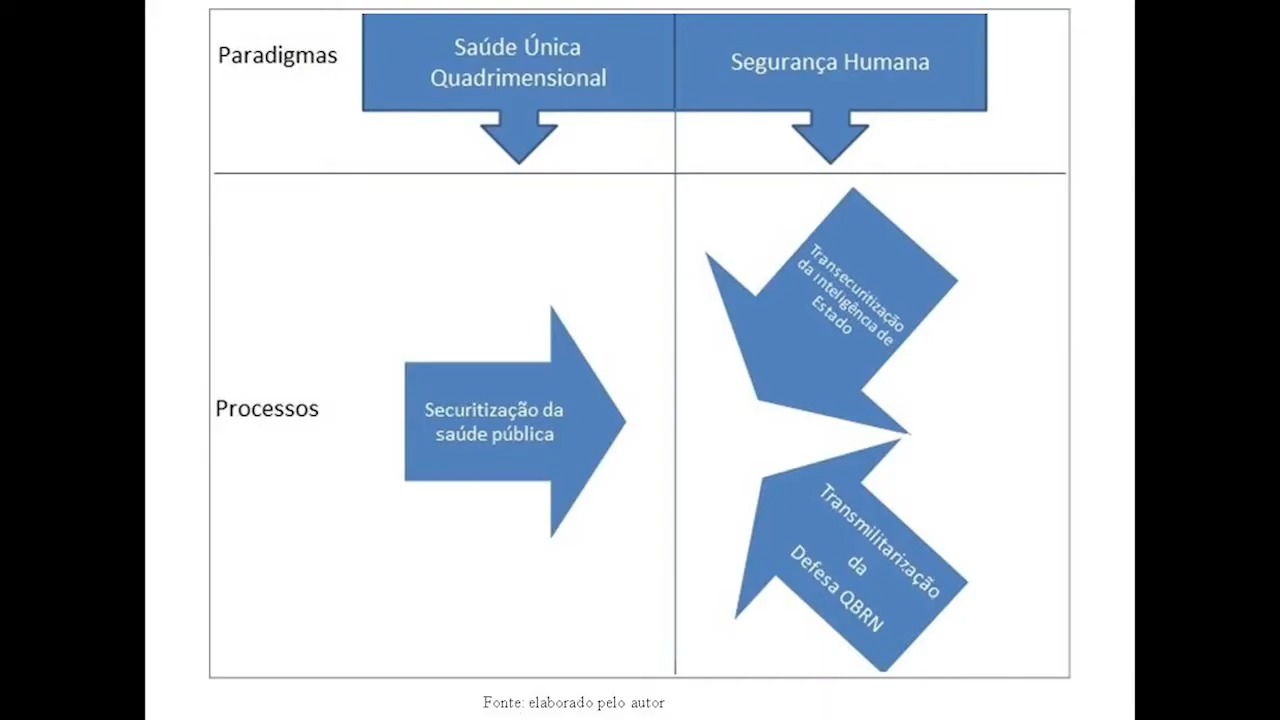 Paradigmas
Saúde Única
Quadrimensional
Segurança Humana
Processos
Securitização da
saúde pública
Transecuritização
da inteligência de
Estado
Transmilitarização
da
Defesa QBRN
Fonte: elaborado pelo autor